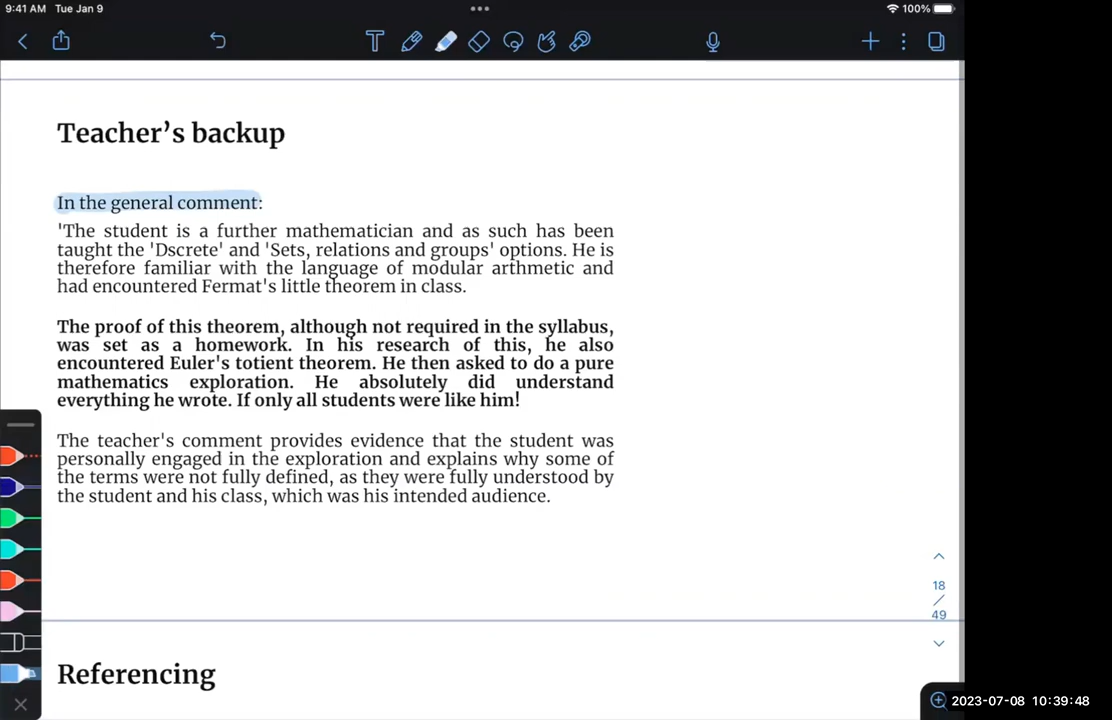 9:41 AM Tue Jan 9
100%
Teacher’s backup
In the general comment:
'The student is a further mathematician and as such has been
taught the 'Dscrete' and 'Sets, relations and groups' options. He is
therefore familiar with the language of modular arthmetic and
had encountered Fermat's little theorem in class.
The proof of this theorem, although not required in the syllabus,
was set as a homework. In his research of this, he also
encountered Euler's totient theorem. He then asked to do a pure
mathematics exploration. He absolutely did understand
everything he wrote. If only all students were like him!
The teacher's comment provides evidence that the student was
personally engaged in the exploration and explains why some of
the terms were not fully defined, as they were fully understood by
the student and his class, which was his intended audience.
18
/
49
Referencing
2023-07-08 10:39:48